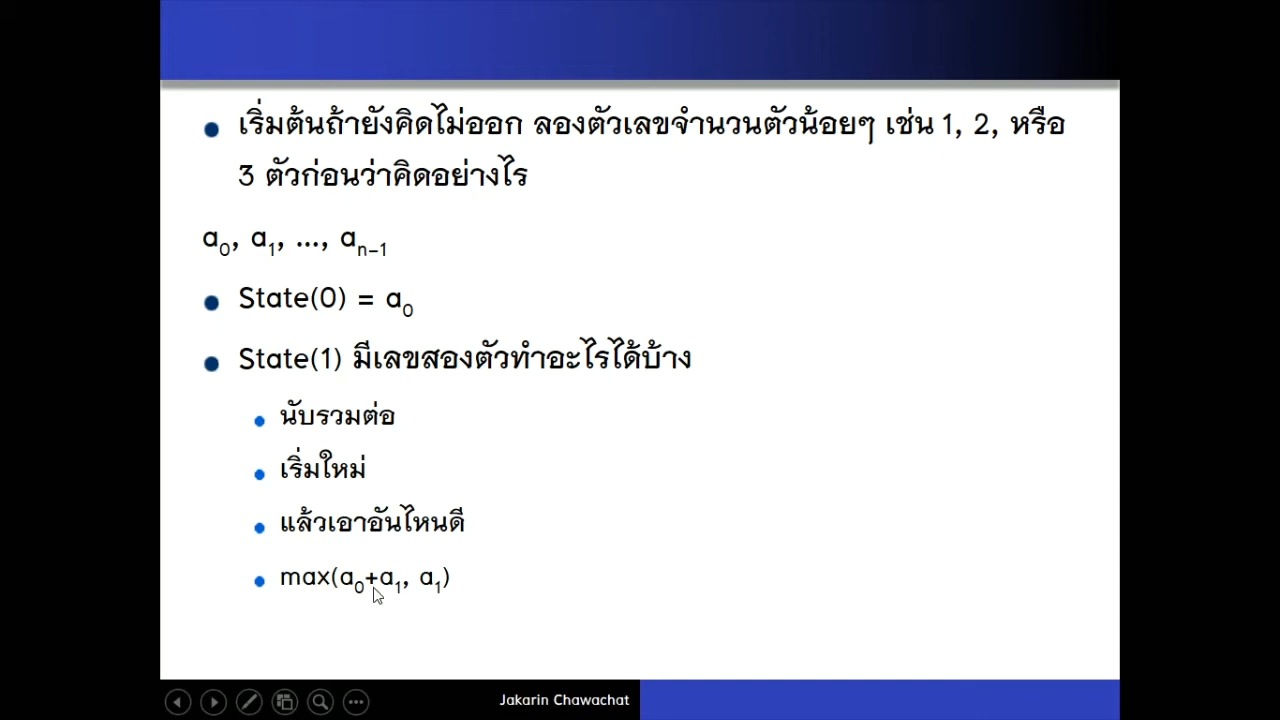 เริ่มต้นถ้ายังคิดไม่ออก ลองตัวเลขจำนวนตัวน้อยๆ เช่น 1, 2, หรือ
3 ตัวก่อนว่าคิดอย่างไร
a₀, a₁, ..., aₙ₋₁
State(0) = a₀
State(1) มีเลขสองตัวทำอะไรได้บ้าง
นับรวมต่อ
เริ่มใหม่
แล้วเอาอันไหนดี
max(a₀+a₁, a₁)
Jakarin Chawachat